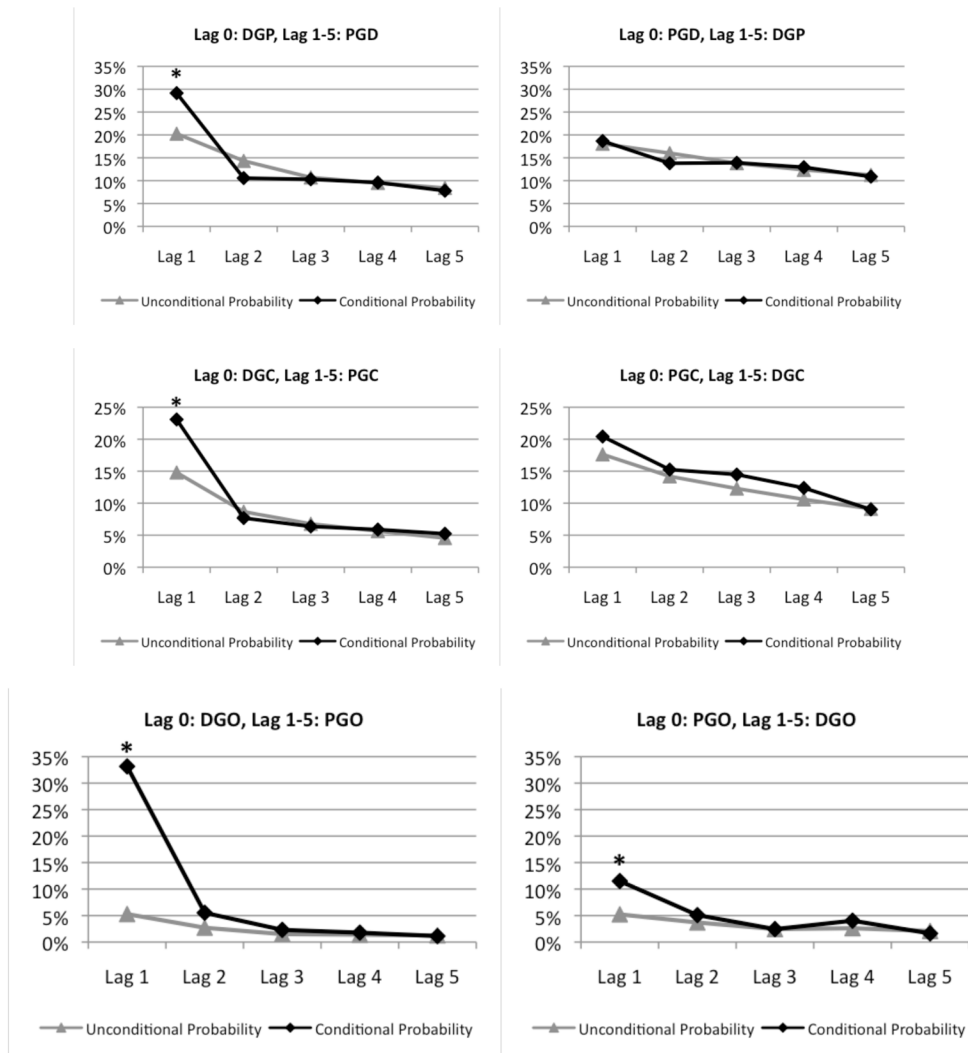 Lag 0: DGP, Lag 1-5: PGD
35%
*
30%
25%
20%
15%
10%
5%
0%
Lag 1 Lag 2 Lag 3 Lag 4 Lag 5
Unconditional Probability Conditional Probability
Lag 0: PGD, Lag 1-5: DGP
35%
30%
25%
20%
15%
10%
5%
0%
Lag 1 Lag 2 Lag 3 Lag 4 Lag 5
Unconditional Probability Conditional Probability
Lag 0: DGC, Lag 1-5: PGC
*
25%
20%
15%
10%
5%
0%
Lag 1 Lag 2 Lag 3 Lag 4 Lag 5
Unconditional Probability Conditional Probability
Lag 0: PGC, Lag 1-5: DGC
25%
20%
15%
10%
5%
0%
Lag 1 Lag 2 Lag 3 Lag 4 Lag 5
Unconditional Probability Conditional Probability
Lag 0: DGO, Lag 1-5: PGO
*
35%
30%
25%
20%
15%
10%
5%
0%
Lag 1 Lag 2 Lag 3 Lag 4 Lag 5
Unconditional Probability Conditional Probability
Lag 0: PGO, Lag 1-5: DGO
35%
30%
25%
20%
15%
*
10%
5%
0%
Lag 1 Lag 2 Lag 3 Lag 4 Lag 5
Unconditional Probability Conditional Probability